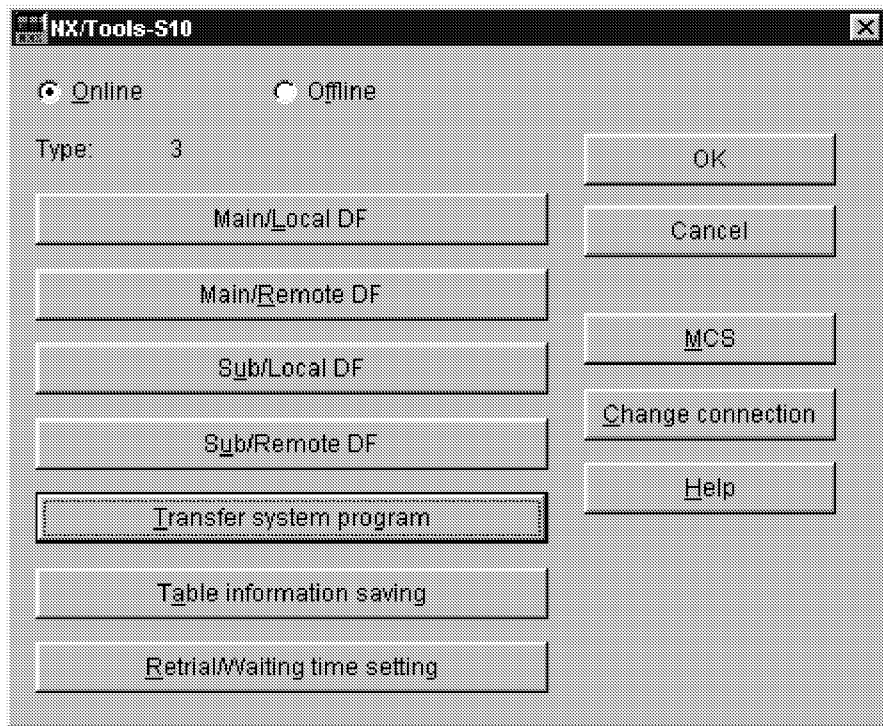 NX/Tools-S10
Online
Offline
Type: 3
OK
Main/Local DF
Cancel
Main/Remote DF
MCS
Sub/Local DF
Change connection
Sub/Remote DF
Help
Transfer system program
Table information saving
Retrial/Waiting time setting